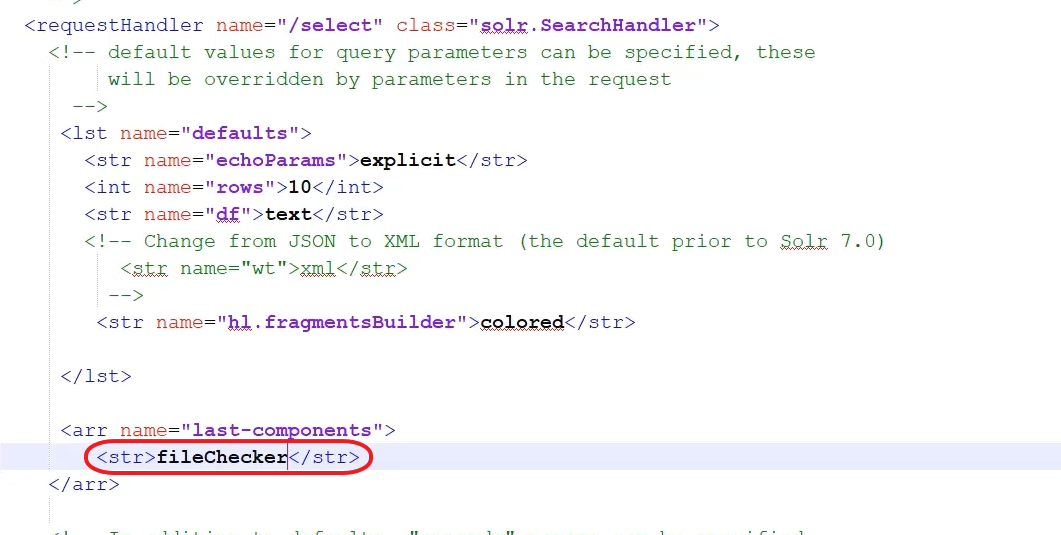 -->
<requestHandler name="/select" class="solr.SearchHandler">
<!-- default values for query parameters can be specified, these
will be overridden by parameters in the request
-->
<lst name="defaults">
<str name="echoParams">explicit</str>
<int name="rows">10</int>
<str name="df">text</str>
<!-- Change from JSON to XML format (the default prior to Solr 7.0)
<str name="wt">xml</str>
-->
<str name="hl.fragmentsBuilder">colored</str>
</lst>
<arr name="last-components">
<str>fileChecker</str>
</arr>